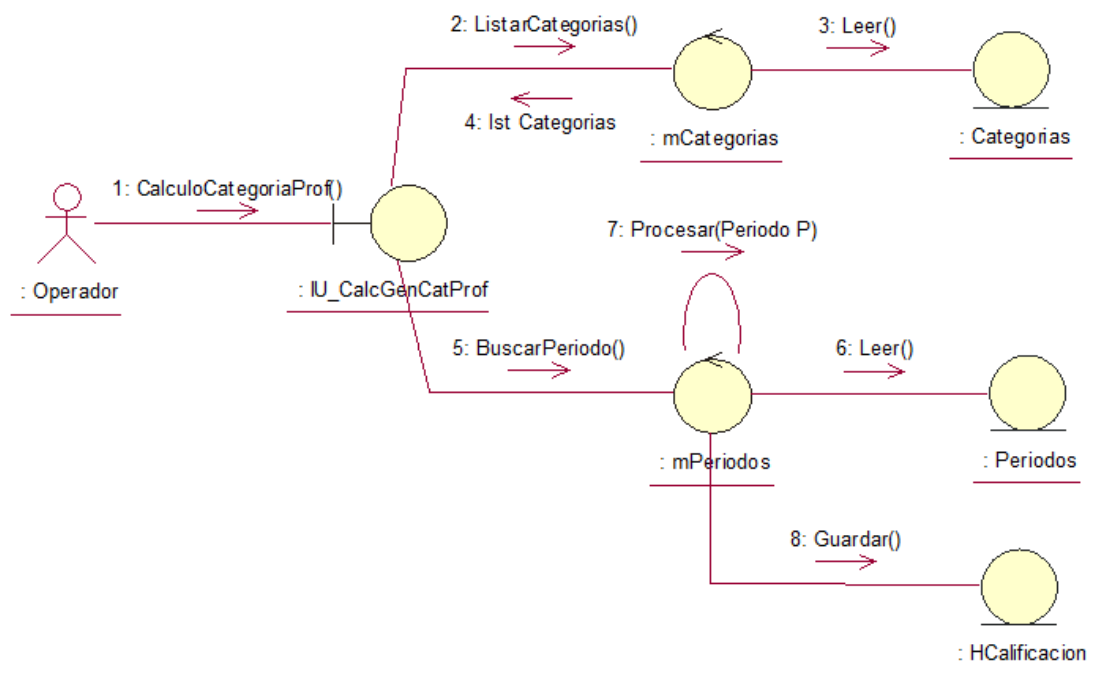 2: ListarCategorias()
3: Leer()
4: lst Categorias
: mCategorias
: Categorias
1: CalculoCategoriaProf()
7: Procesar(Periodo P)
: Operador
: IU_CalcGenCatProf
5: BuscarPeriodo()
6: Leer()
: mPeriodos
: Periodos
8: Guardar()
: HCalificacion